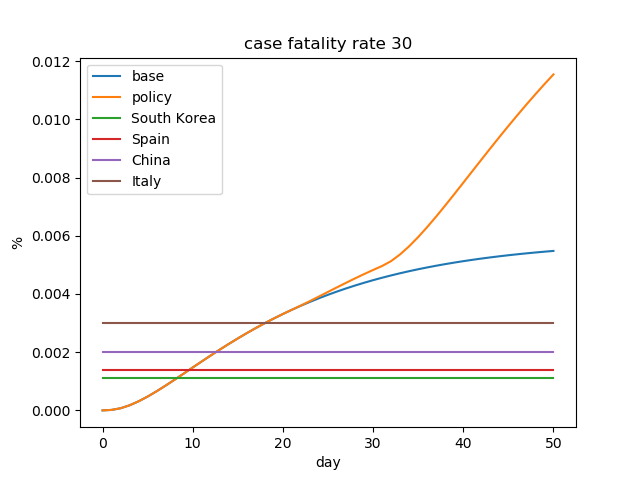 case fatality rate 30
0.012
0.010
0.008
0.006
0.004
0.002
0.000
%
base
policy
South Korea
Spain
China
Italy
0 10 20 30 40 50
day